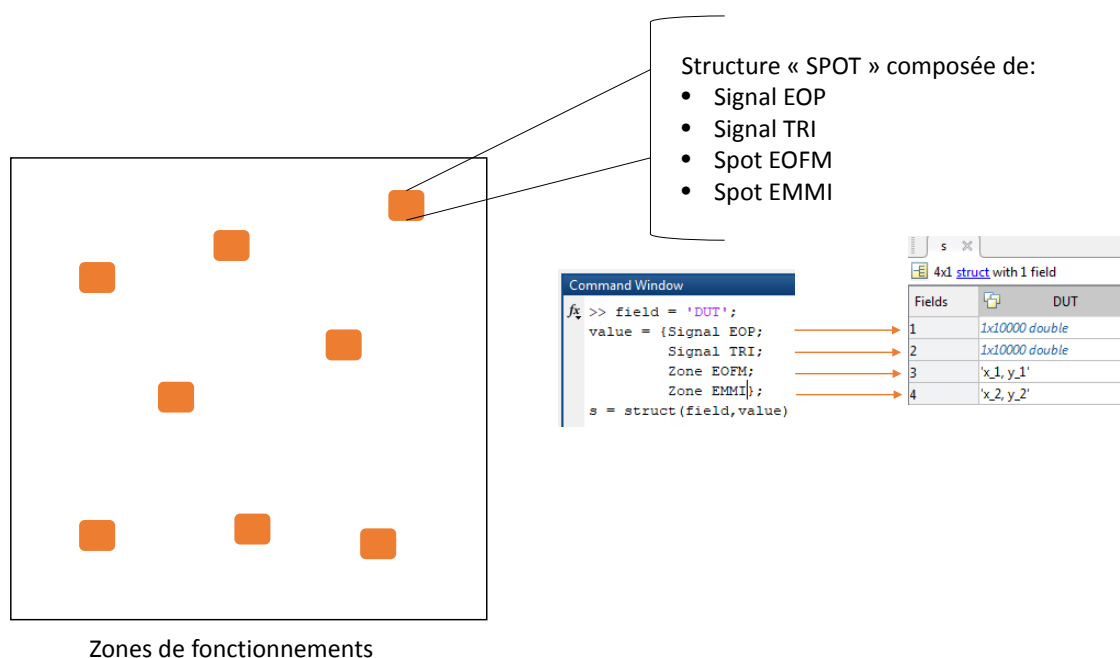 Structure « SPOT » composée de:
• Signal EOP
• Signal TRI
• Spot EOFM
• Spot EMMI
s
4x1 struct with 1 field
Fields DUT
1 1x10000 double
2 1x10000 double
3 'x_1, y_1'
4 'x_2, y_2'
Command Window
fx >> field = 'DUT';
value = {Signal EOP;
Signal TRI;
Zone EOFM;
Zone EMMI};
s = struct(field,value)
Zones de fonctionnements